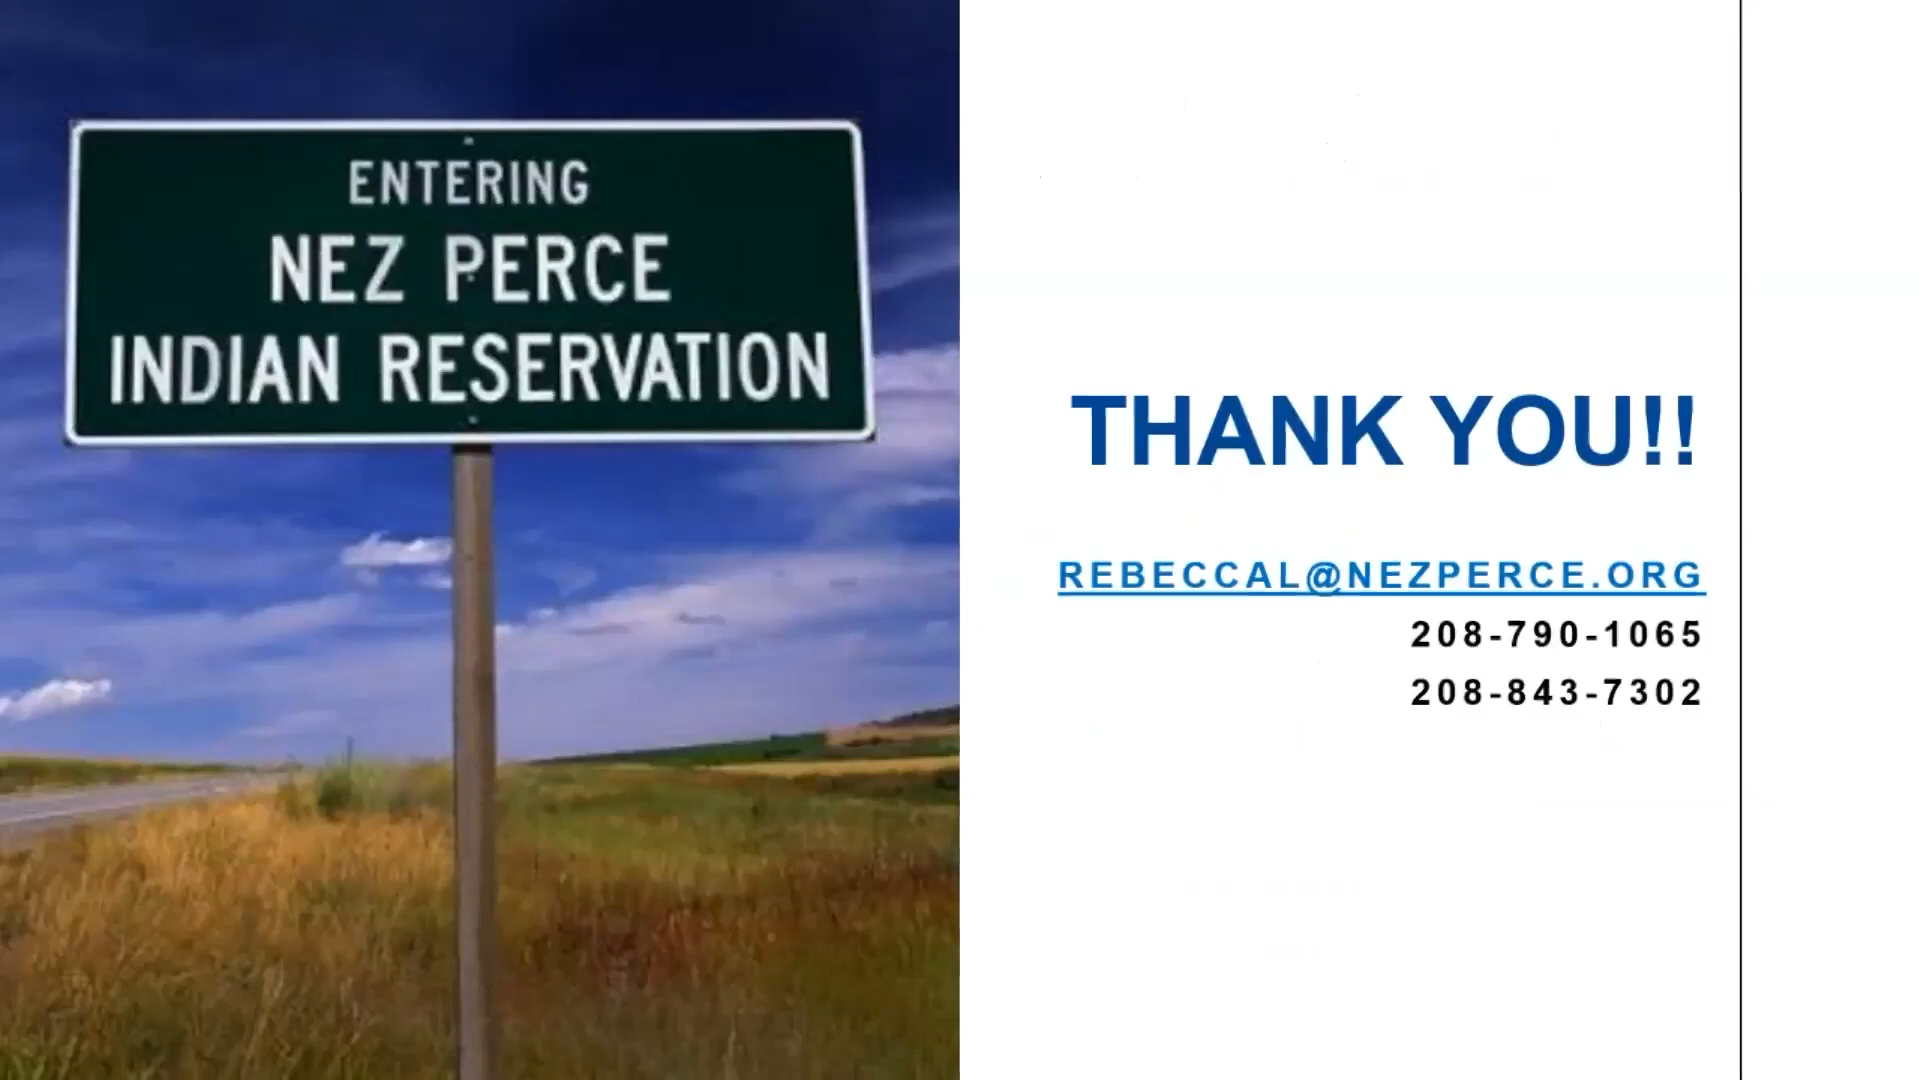 ENTERING
NEZ PERCE
INDIAN RESERVATION
THANK YOU!!
REBECCAL@NEZPERCE.ORG
208-790-1065
208-843-7302